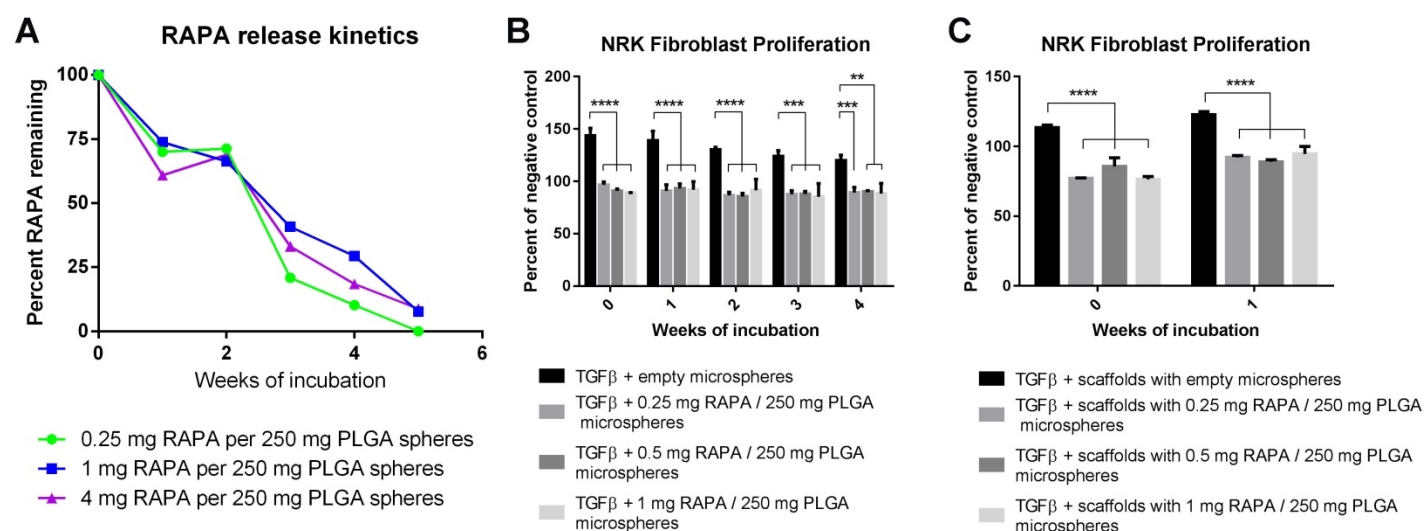 A
RAPA release kinetics
Percent RAPA remaining
100
75
50
25
0
0
2
4
6
Weeks of incubation
0.25 mg RAPA per 250 mg PLGA spheres
1 mg RAPA per 250 mg PLGA spheres
4 mg RAPA per 250 mg PLGA spheres
B
NRK Fibroblast Proliferation
Percent of negative control
200
150
100
50
0
****
****
****
***
**
***
0
1
2
3
4
Weeks of incubation
TGFβ + empty microspheres
TGFβ + 0.25 mg RAPA / 250 mg PLGA
microspheres
TGFβ + 0.5 mg RAPA / 250 mg PLGA
microspheres
TGFβ + 1 mg RAPA / 250 mg PLGA
microspheres
C
NRK Fibroblast Proliferation
Percent of negative control
150
100
50
0
****
****
0
1
Weeks of incubation
TGFβ + scaffolds with empty microspheres
TGFβ + scaffolds with 0.25 mg RAPA / 250 mg PLGA
microspheres
TGFβ + scaffolds with 0.5 mg RAPA / 250 mg PLGA
microspheres
TGFβ + scaffolds with 1 mg RAPA / 250 mg PLGA
microspheres